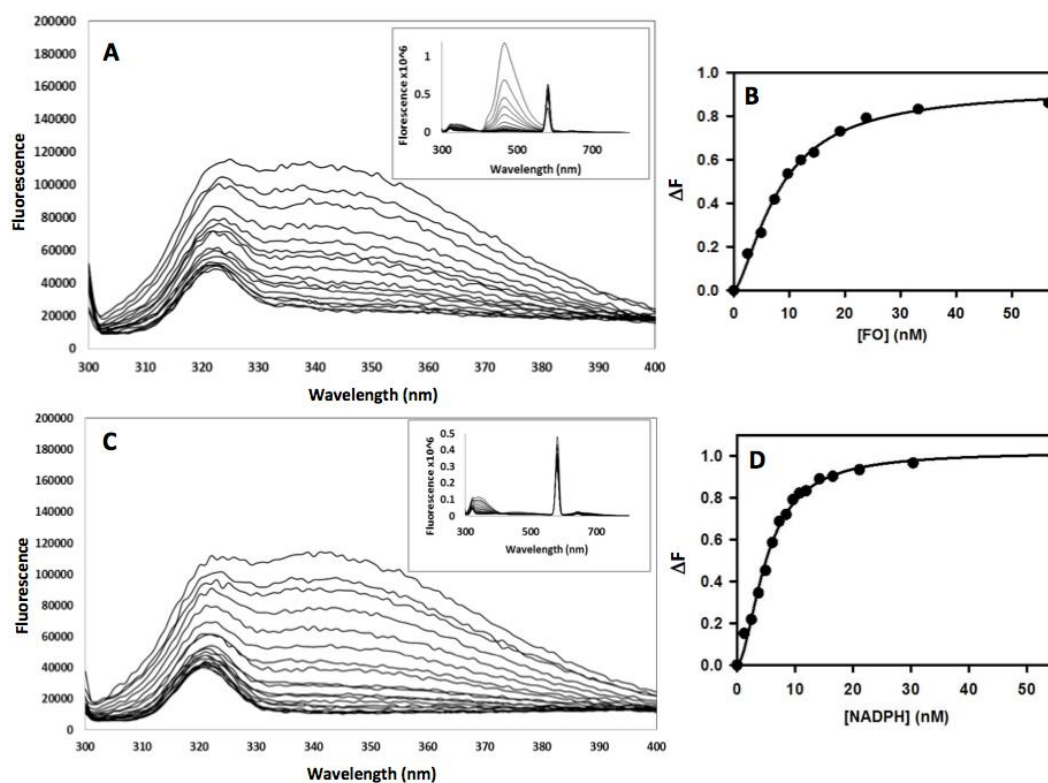 A
200000
180000
160000
140000
120000
100000
80000
60000
40000
20000
0
Fluorescence
300 310 320 330 340 350 360 370 380 390 400
Wavelength (nm)
Florescence x10^6
1
0.5
0
300 500 700
Wavelength (nm)
B
1.0
0.8
0.6
0.4
0.2
0.0
ΔF
0 10 20 30 40 50
[FO] (nM)
C
200000
180000
160000
140000
120000
100000
80000
60000
40000
20000
0
Fluorescence
300 310 320 330 340 350 360 370 380 390 400
Wavelength (nm)
Fluorescence x10^6
0.5
0.4
0.3
0.2
0.1
0
300 500 700
Wavelength (nm)
D
1.0
0.8
0.6
0.4
0.2
0.0
ΔF
0 10 20 30 40 50
[NADPH] (nM)